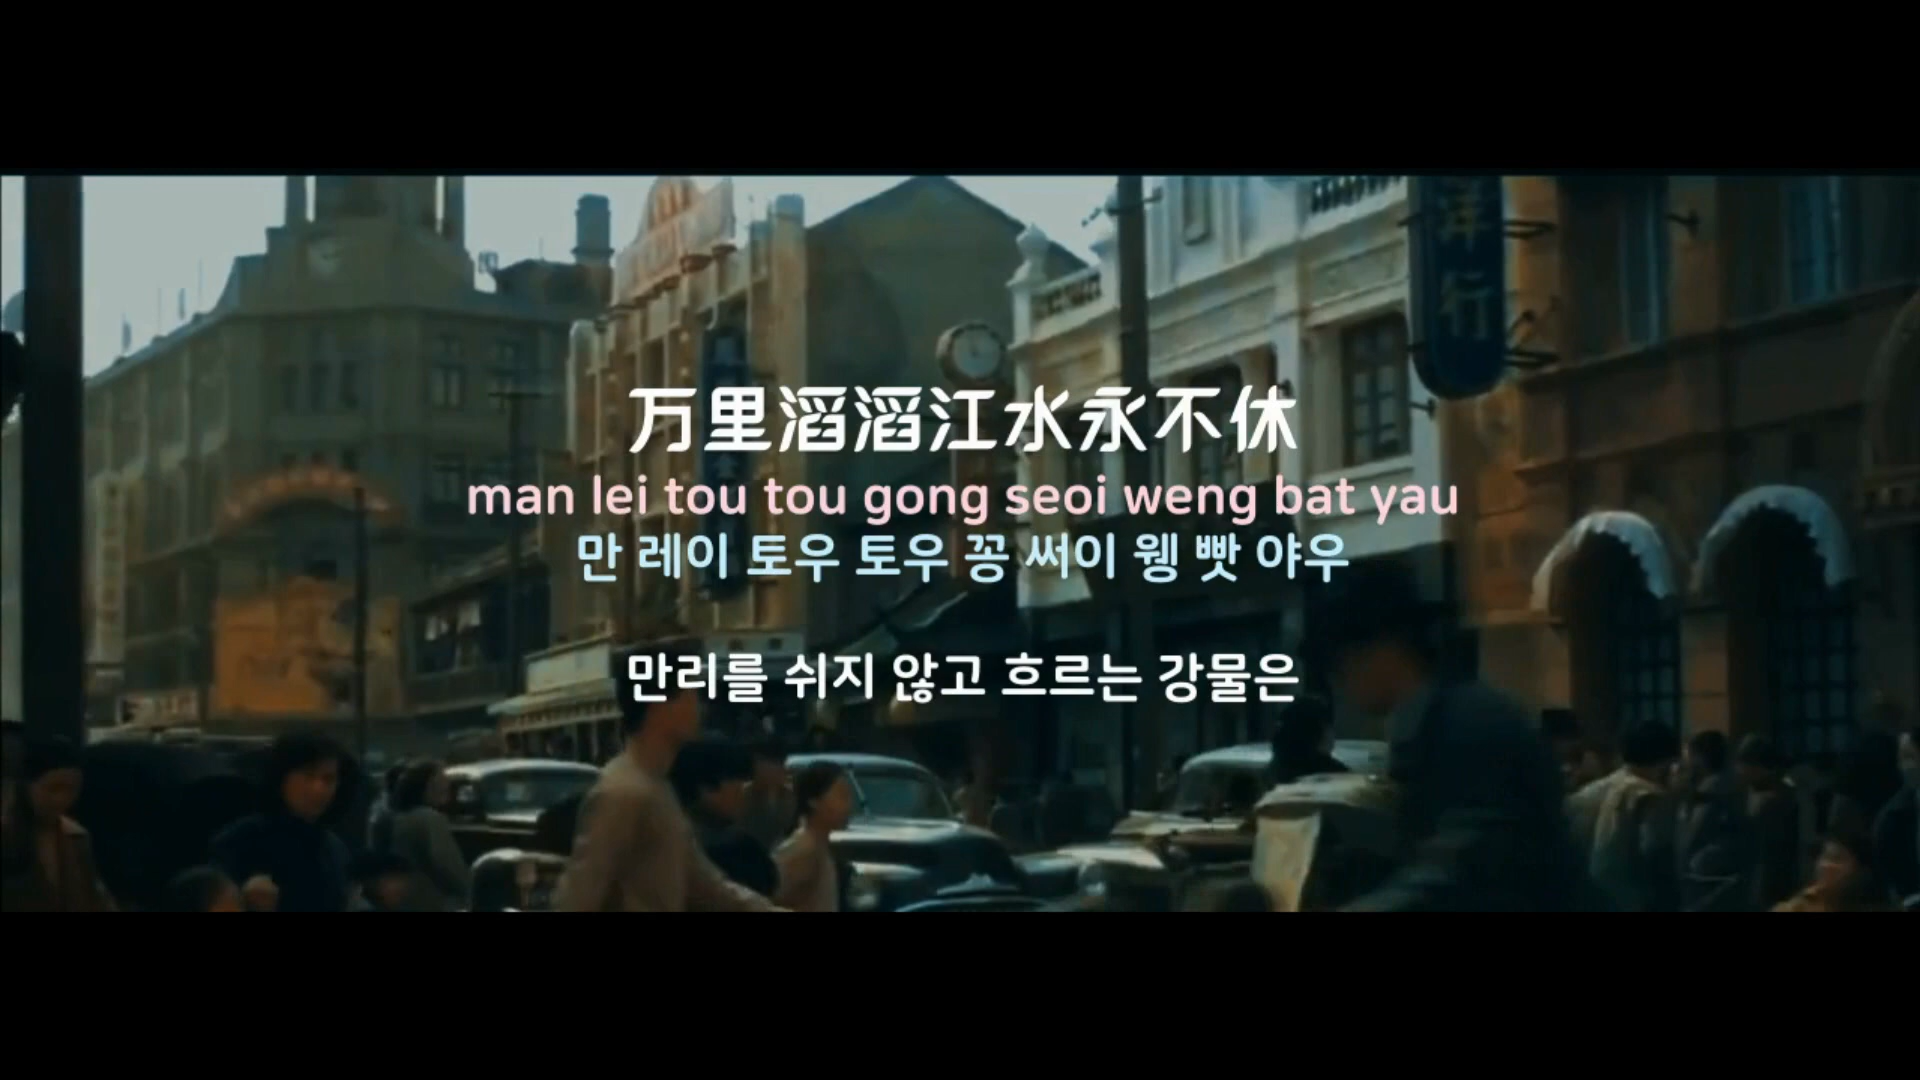 洋行
万里滔滔江水永不休
man lei tou tou gong seoi weng bat yau
만 레이 토우 토우 꽁 써이 웽 빳 야우
만리를 쉬지 않고 흐르는 강물은